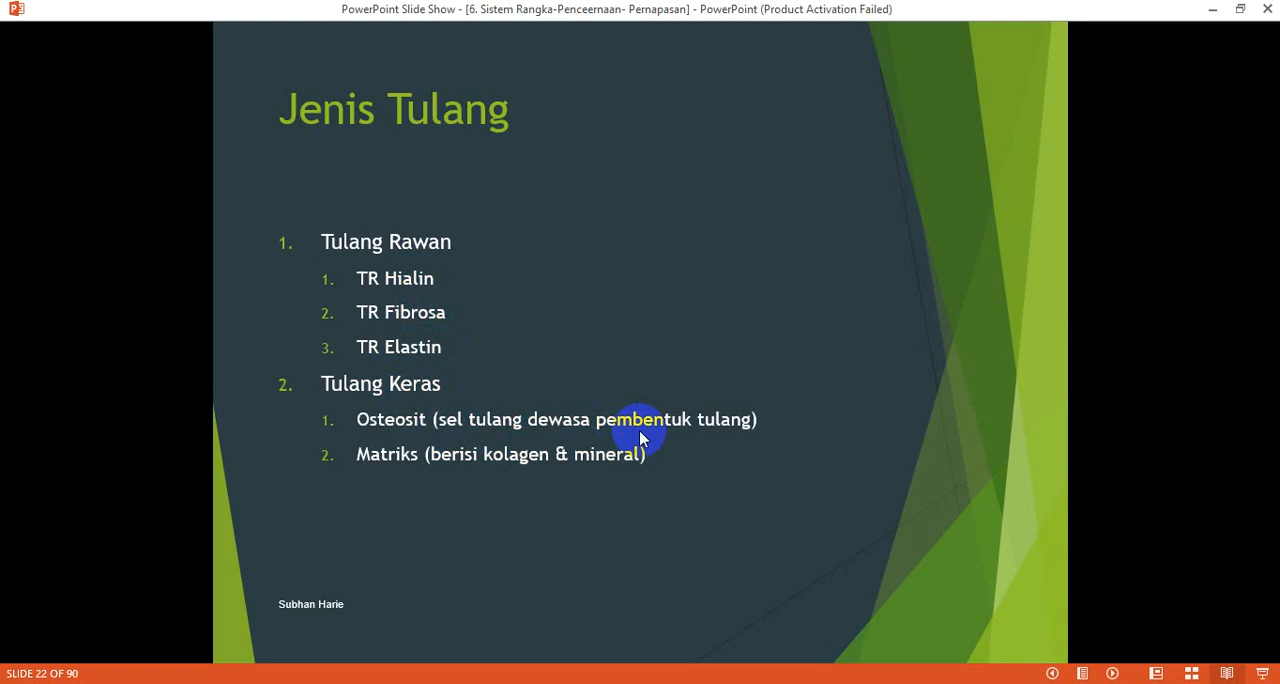 PowerPoint Slide Show - [6. Sistem Rangka-Penceernaan- Pernapasan] - PowerPoint (Product Activation Failed)
Jenis Tulang
1. Tulang Rawan
1. TR Hialin
2. TR Fibrosa
3. TR Elastin
2. Tulang Keras
1. Osteosit (sel tulang dewasa pembentuk tulang)
2. Matriks (berisi kolagen & mineral)
Subhan Harie
SLIDE 22 OF 90